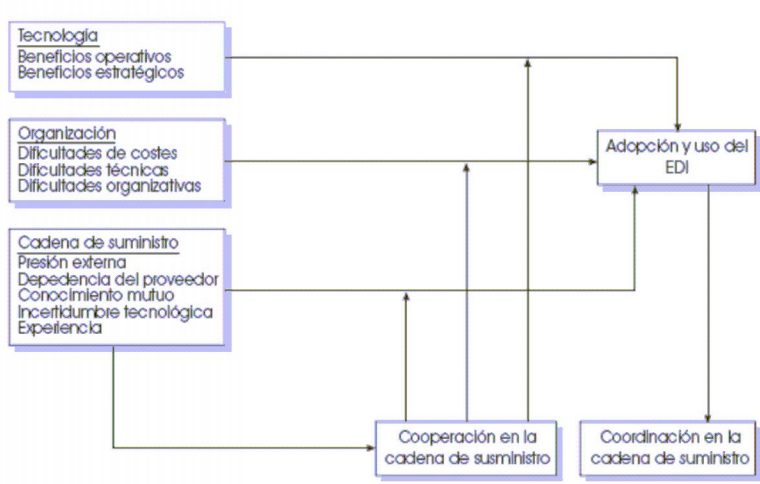 Tecnología
Beneficios operativos
Beneficios estratégicos
Organización
Dificultades de costes
Dificultades técnicas
Dificultades organizativas
Adopción y uso del
EDI
Cadena de suministro
Presión externa
Depedencia del proveedor
Conocimiento mutuo
Incertidumbre tecnológica
Experiencia
Cooperación en la
cadena de susministro
Coordinación en la
cadena de suministro